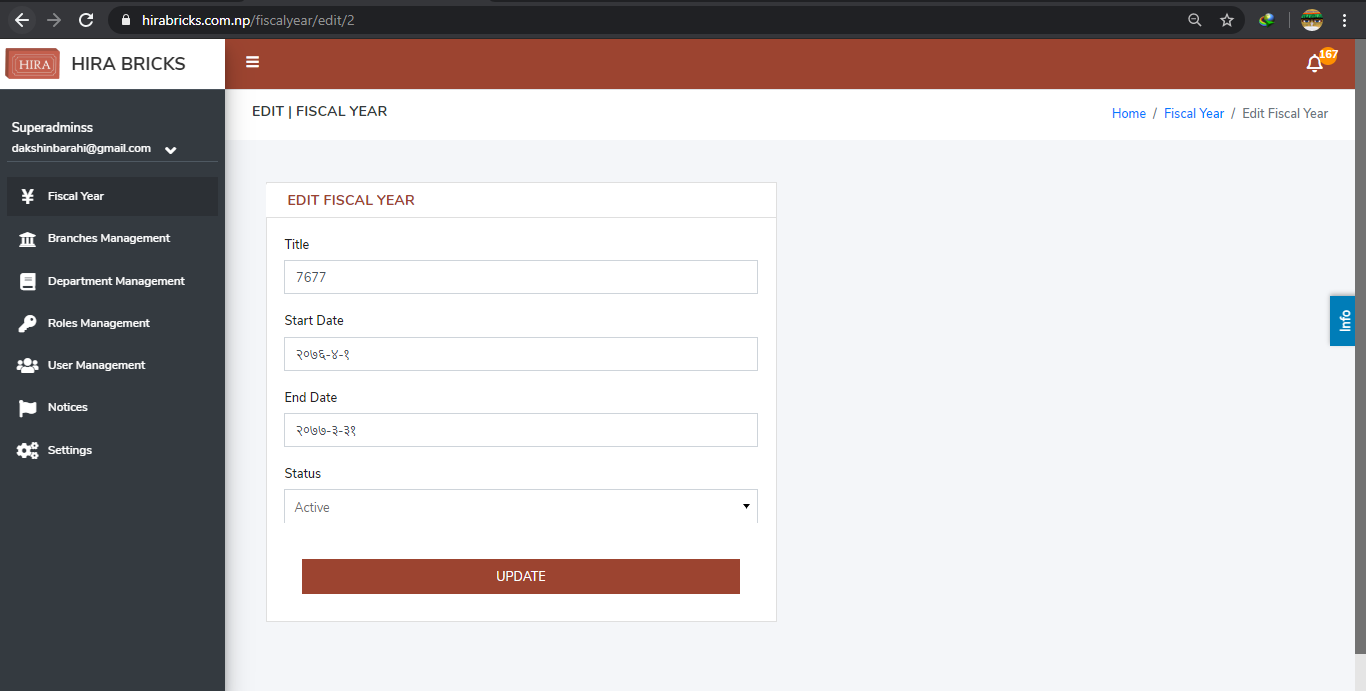 hirabricks.com.np/fiscalyear/edit/2
HIRA
HIRA BRICKS
167
Superadminss
dakshinbarahi@gmail.com
Fiscal Year
Branches Management
Department Management
Roles Management
User Management
Notices
Settings
EDIT | FISCAL YEAR
Home / Fiscal Year / Edit Fiscal Year
EDIT FISCAL YEAR
Title
7677
Start Date
२०७६-४-१
End Date
२०७७-३-३१
Status
Active
UPDATE
Info